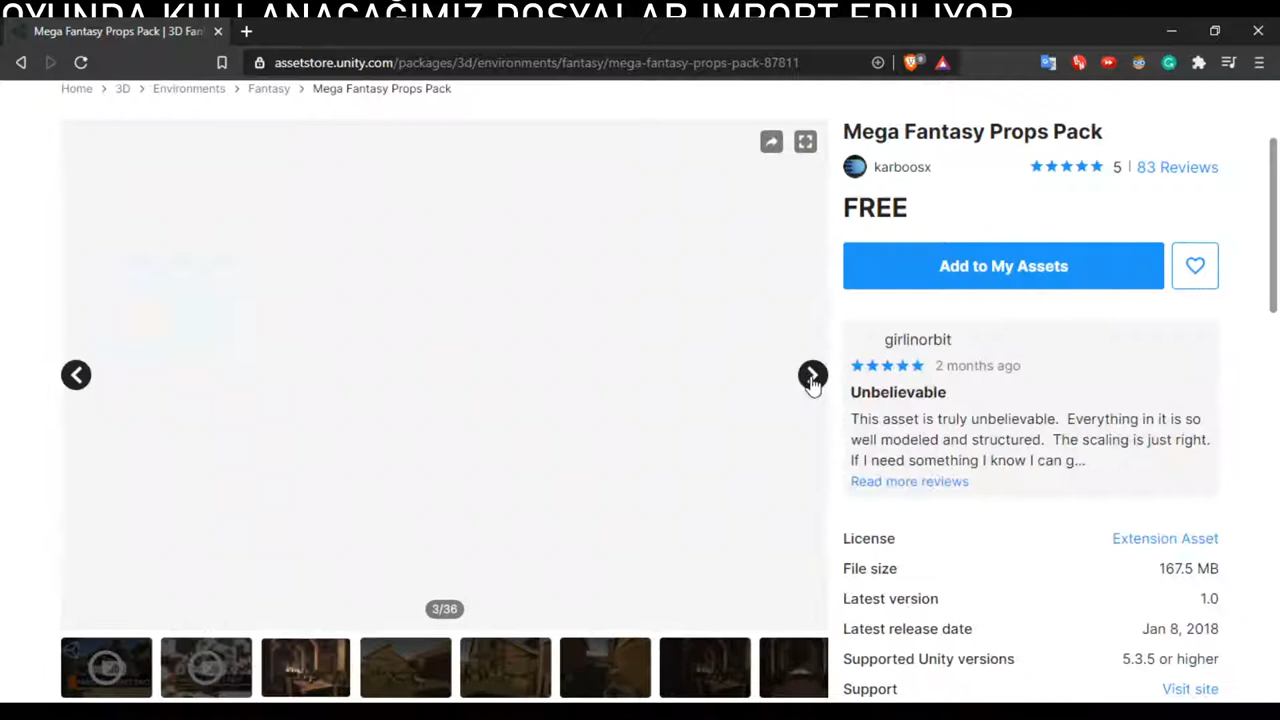 OYUNDA KULLANACAĞIMIZ DOSYALAR IMPORT EDİLİYOR
Mega Fantasy Props Pack | 3D Fan
assetstore.unity.com/packages/3d/environments/fantasy/mega-fantasy-props-pack-87811
Home > 3D > Environments > Fantasy > Mega Fantasy Props Pack
Mega Fantasy Props Pack
karboosx 5 | 83 Reviews
FREE
Add to My Assets
girlinorbit
2 months ago
Unbelievable
This asset is truly unbelievable. Everything in it is so
well modeled and structured. The scaling is just right.
If I need something I know I can g...
Read more reviews
License Extension Asset
File size 167.5 MB
Latest version 1.0
Latest release date Jan 8, 2018
Supported Unity versions 5.3.5 or higher
Support Visit site
3/36